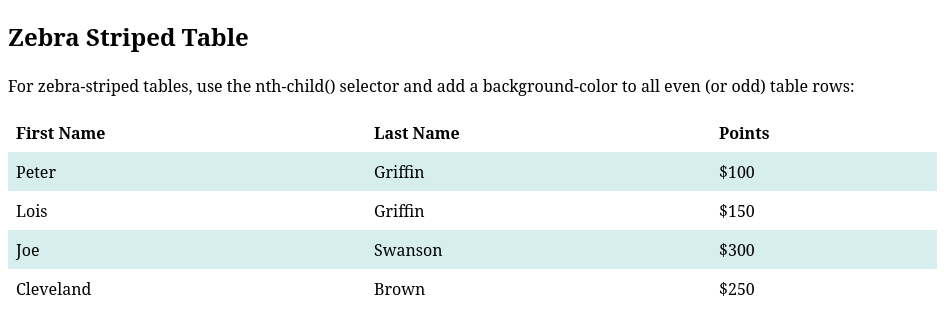 Zebra Striped Table
For zebra-striped tables, use the nth-child() selector and add a background-color to all even (or odd) table rows:
First Name Last Name Points
Peter Griffin $100
Lois Griffin $150
Joe Swanson $300
Cleveland Brown $250